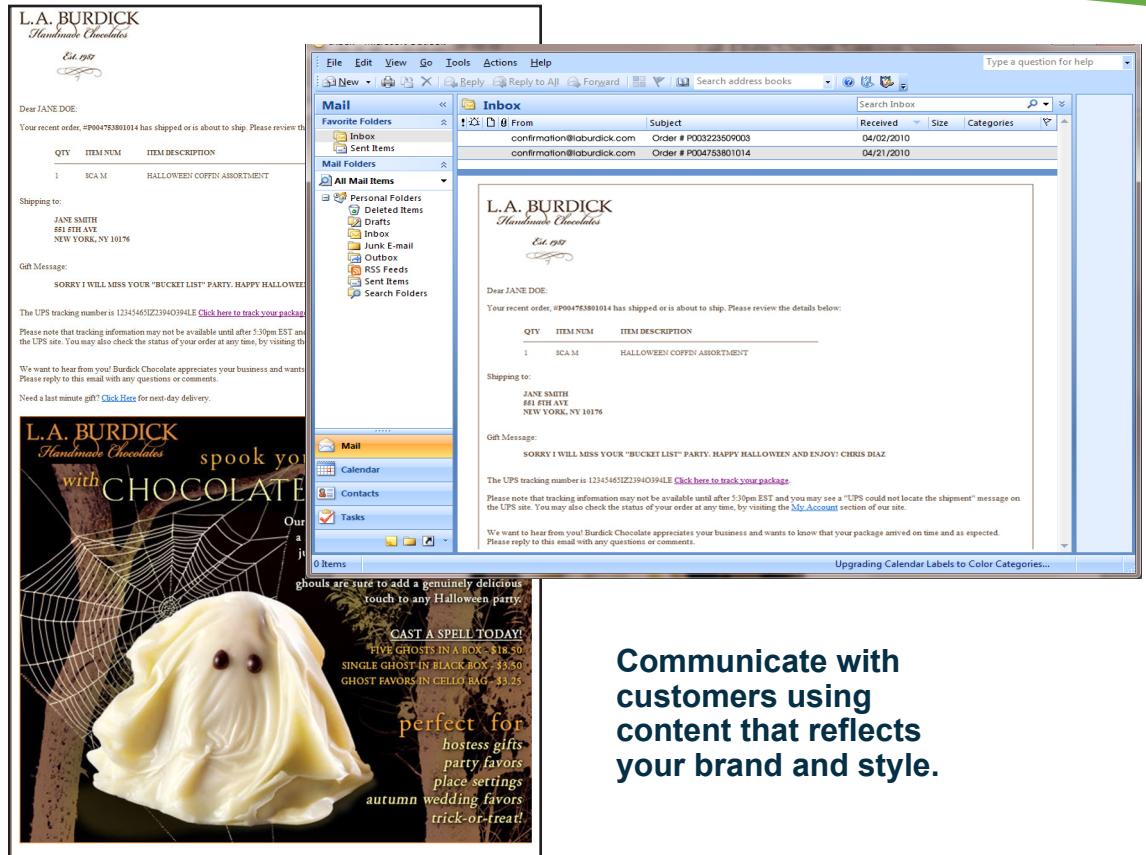 L.A. BURDICK
Handmade Chocolates
Est. 1987
Dear JANE DOE:
Your recent order, #P004753801014 has shipped or is about to ship. Please review th
QTY ITEM NUM ITEM DESCRIPTION
1 SCA M HALLOWEEN COFFIN ASSORTMENT
Shipping to:
JANE SMITH
551 5TH AVE
NEW YORK, NY 10176
Gift Message:
SORRY I WILL MISS YOUR "BUCKET LIST" PARTY. HAPPY HALLOWEE
The UPS tracking number is 12345465IZ2394O394LE Click here to track your package
Please note that tracking information may not be available until after 5:30pm EST and
the UPS site. You may also check the status of your order at any time, by visiting th
We want to hear from you! Burdick Chocolate appreciates your business and wants
Please reply to this email with any questions or comments.
Need a last minute gift? Click Here for next-day delivery.
L.A. BURDICK
Handmade Chocolates
spook you
with CHOCOLATE
Our
a
ju
ghouls are sure to add a genuinely delicious
touch to any Halloween party.
CAST A SPELL TODAY!
FIVE GHOSTS IN A BOX - $18.50
SINGLE GHOST IN BLACK BOX - $3.50
GHOST FAVORS IN CELLO BAG - $3.25
perfect for
hostess gifts
party favors
place settings
autumn wedding favors
trick-or-treat!
File Edit View Go Tools Actions Help
Type a question for help
New Reply Reply to All Forward Search address books
Mail
Favorite Folders
Inbox
Sent Items
Mail Folders
All Mail Items
Personal Folders
Deleted Items
Drafts
Inbox
Junk E-mail
Outbox
RSS Feeds
Sent Items
Search Folders
Mail
Calendar
Contacts
Tasks
0 Items
Inbox
Search Inbox
From Subject Received Size Categories
confirmation@laburdick.com Order # P003223509003 04/02/2010
confirmation@laburdick.com Order # P004753801014 04/21/2010
L.A. BURDICK
Handmade Chocolates
Est. 1987
Dear JANE DOE:
Your recent order, #P004753801014 has shipped or is about to ship. Please review the details below:
QTY ITEM NUM ITEM DESCRIPTION
1 SCA M HALLOWEEN COFFIN ASSORTMENT
Shipping to:
JANE SMITH
551 5TH AVE
NEW YORK, NY 10176
Gift Message:
SORRY I WILL MISS YOUR "BUCKET LIST" PARTY. HAPPY HALLOWEEN AND ENJOY! CHRIS DIAZ
The UPS tracking number is 12345465IZ2394O394LE Click here to track your package.
Please note that tracking information may not be available until after 5:30pm EST and you may see a "UPS could not locate the shipment" message on
the UPS site. You may also check the status of your order at any time, by visiting the My Account section of our site.
We want to hear from you! Burdick Chocolate appreciates your business and wants to know that your package arrived on time and as expected.
Please reply to this email with any questions or comments.
Upgrading Calendar Labels to Color Categories...
Communicate with
customers using
content that reflects
your brand and style.